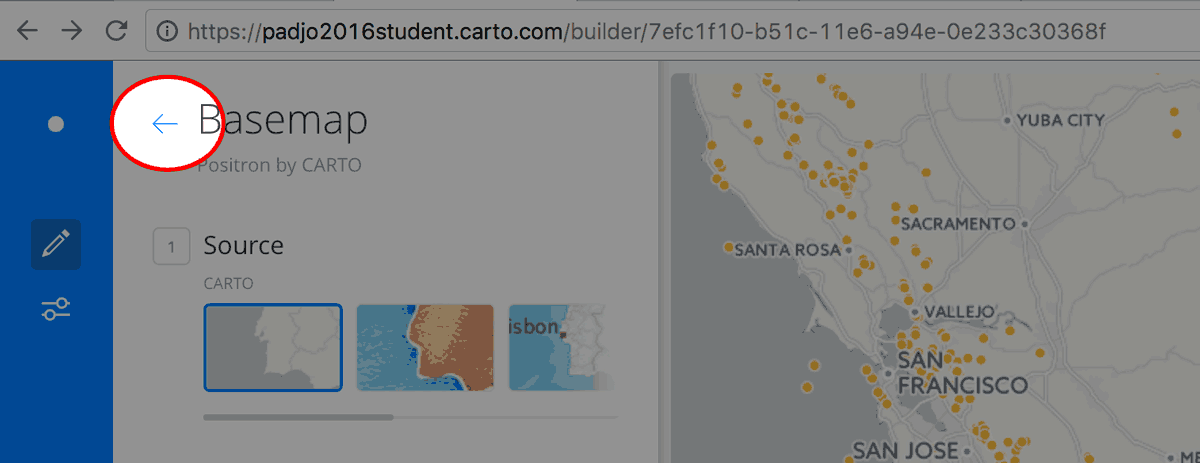 https://padjo2016student.carto.com/builder/7efc1f10-b51c-11e6-a94e-0e233c30368f
Basemap
Positron by CARTO
1 Source
CARTO
isbon
YUBA CITY
SACRAMENTO
SANTA ROSA
VALLEJO
SAN
FRANCISCO
SAN JOSE
ME